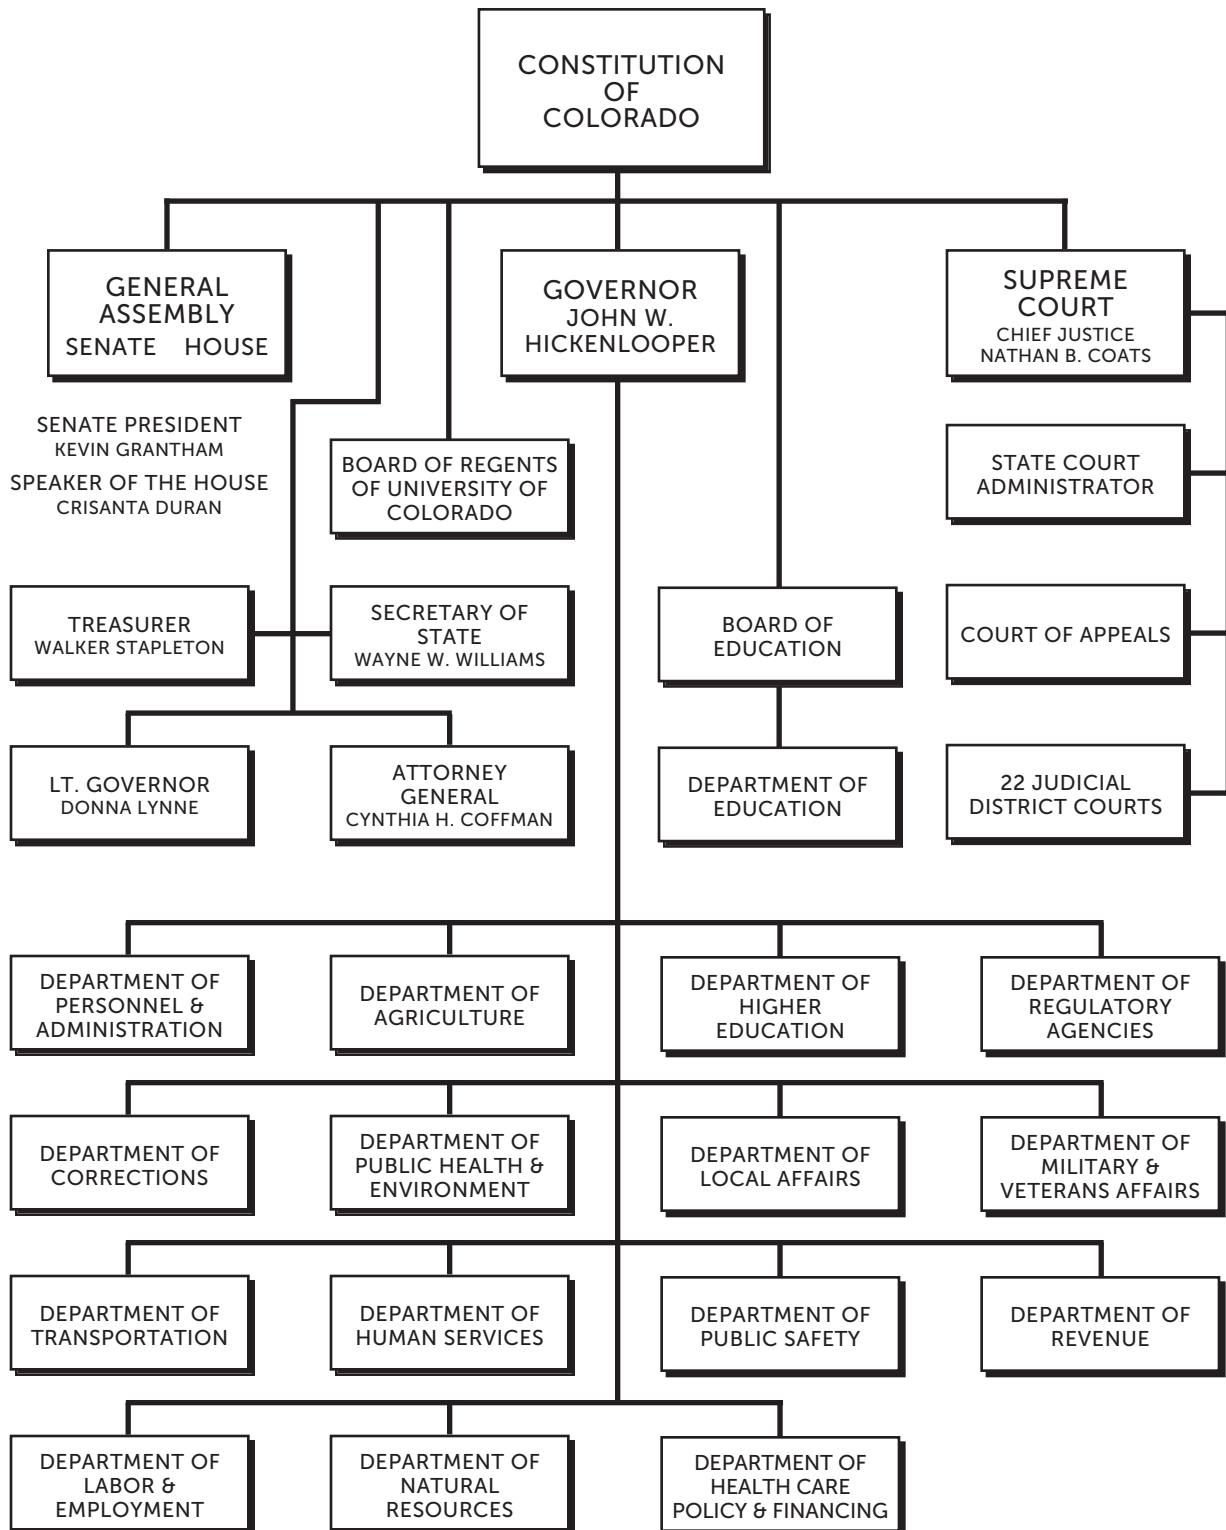 CONSTITUTION
OF
COLORADO
GENERAL
ASSEMBLY
SENATE HOUSE
GOVERNOR
JOHN W.
HICKENLOOPER
SUPREME
COURT
CHIEF JUSTICE
NATHAN B. COATS
SENATE PRESIDENT
KEVIN GRANTHAM
SPEAKER OF THE HOUSE
CRISANTA DURAN
BOARD OF REGENTS
OF UNIVERSITY OF
COLORADO
STATE COURT
ADMINISTRATOR
TREASURER
WALKER STAPLETON
SECRETARY OF
STATE
WAYNE W. WILLIAMS
BOARD OF
EDUCATION
COURT OF APPEALS
LT. GOVERNOR
DONNA LYNNE
ATTORNEY
GENERAL
CYNTHIA H. COFFMAN
DEPARTMENT OF
EDUCATION
22 JUDICIAL
DISTRICT COURTS
DEPARTMENT OF
PERSONNEL &
ADMINISTRATION
DEPARTMENT OF
AGRICULTURE
DEPARTMENT OF
HIGHER
EDUCATION
DEPARTMENT OF
REGULATORY
AGENCIES
DEPARTMENT OF
CORRECTIONS
DEPARTMENT OF
PUBLIC HEALTH &
ENVIRONMENT
DEPARTMENT OF
LOCAL AFFAIRS
DEPARTMENT OF
MILITARY &
VETERANS AFFAIRS
DEPARTMENT OF
TRANSPORTATION
DEPARTMENT OF
HUMAN SERVICES
DEPARTMENT OF
PUBLIC SAFETY
DEPARTMENT OF
REVENUE
DEPARTMENT OF
LABOR &
EMPLOYMENT
DEPARTMENT OF
NATURAL
RESOURCES
DEPARTMENT OF
HEALTH CARE
POLICY & FINANCING